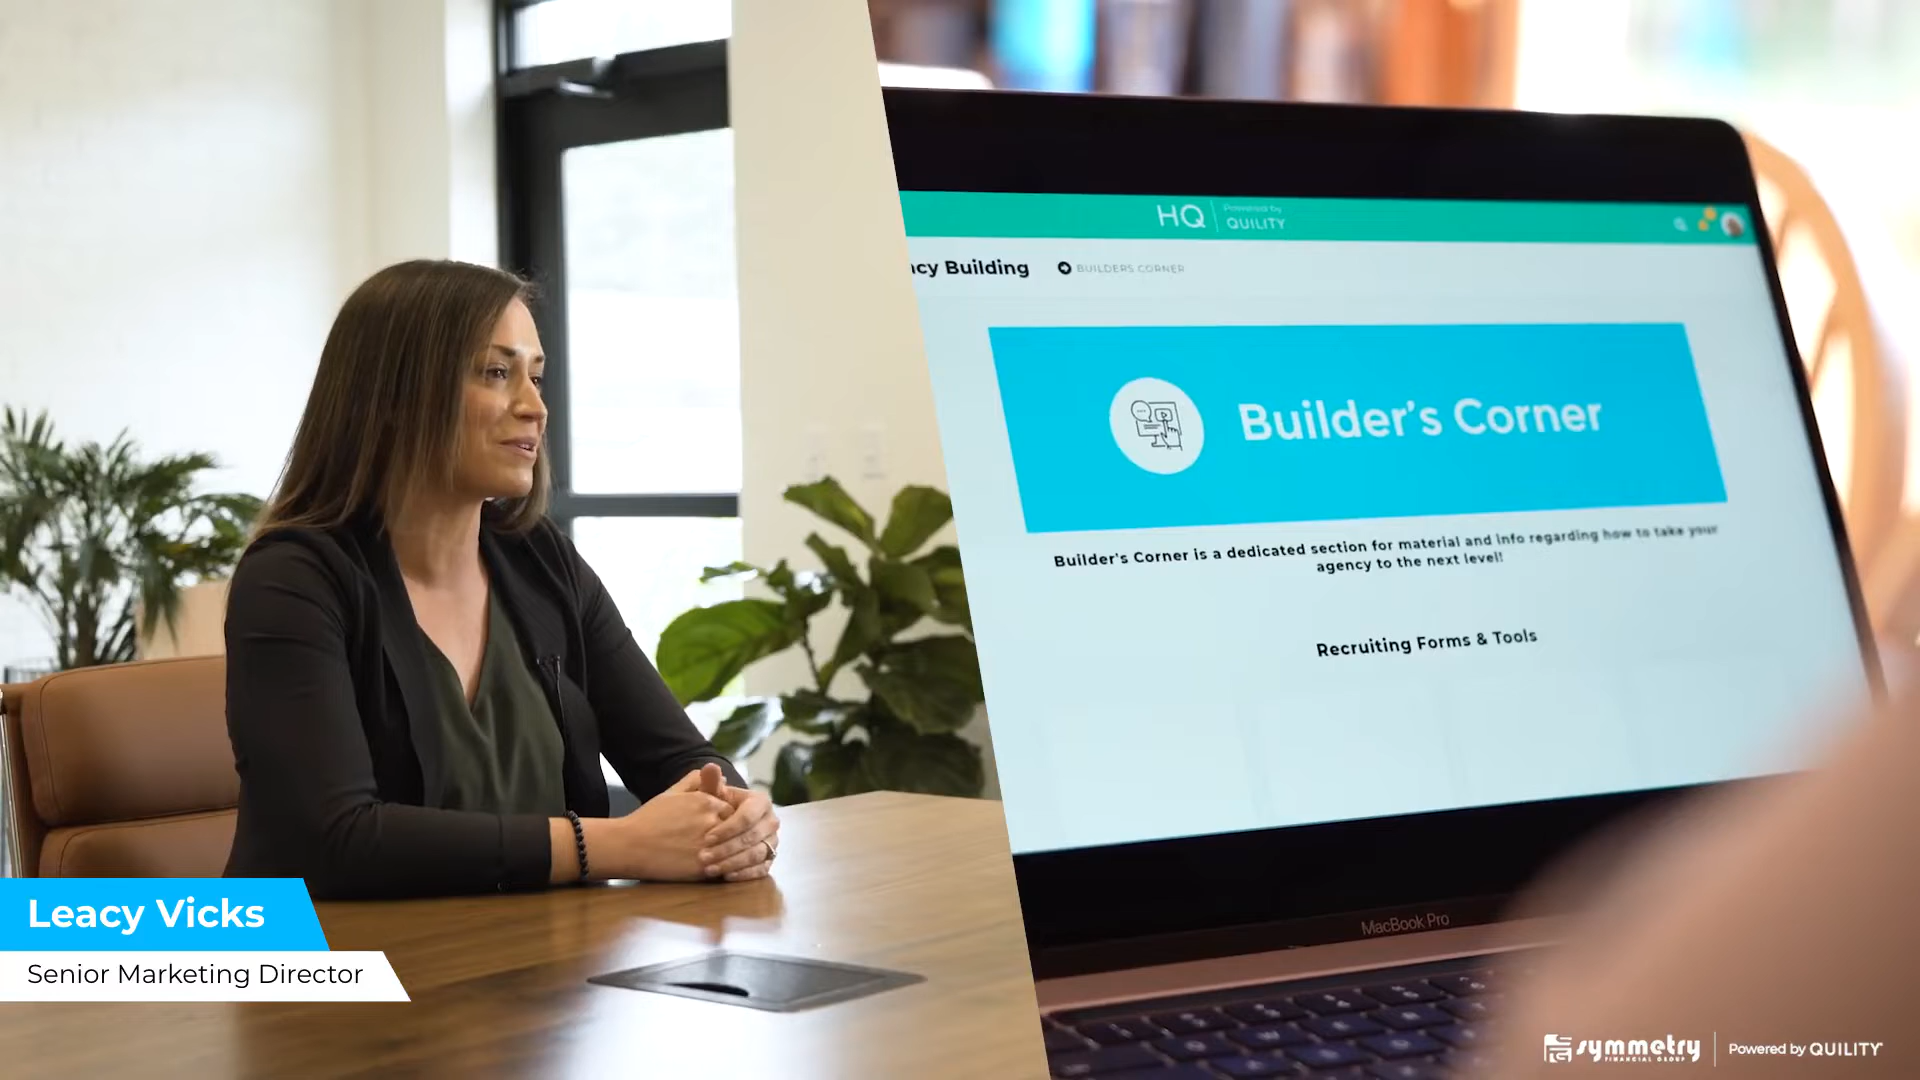 Leacy Vicks
Senior Marketing Director
HQ Powered by
QUILITY
cy Building BUILDERS CORNER
Builder's Corner
Builder's Corner is a dedicated section for material and info regarding how to take your
agency to the next level!
Recruiting Forms & Tools
MacBook Pro
symmetry
FINANCIAL GROUP
Powered by QUILITY